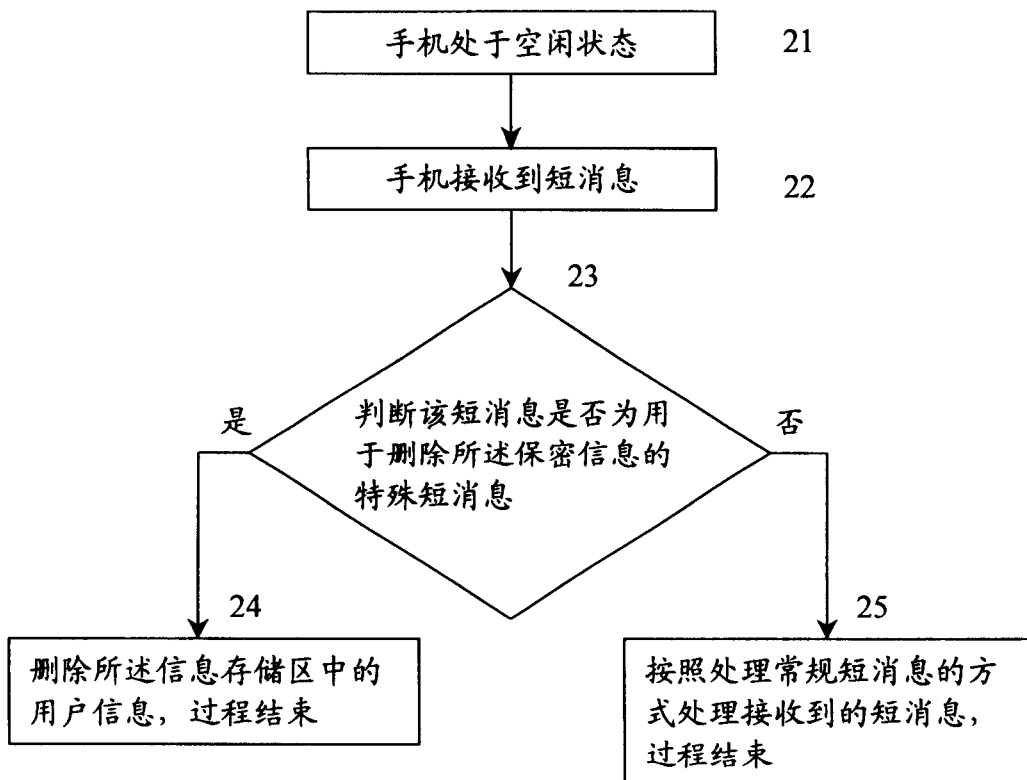 手机处于空闲状态
21
手机接收到短消息
22
23
判断该短消息是否为用
于删除所述保密信息的
特殊短消息
是
否
24
删除所述信息存储区中的
用户信息，过程结束
25
按照处理常规短消息的方
式处理接收到的短消息，
过程结束